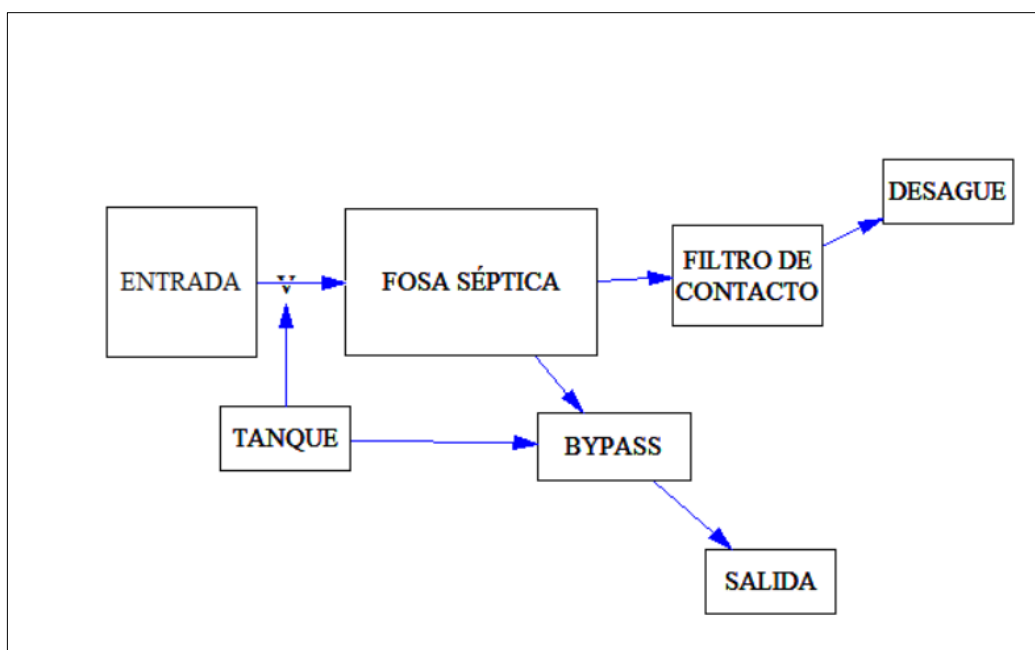 DESAGUE
ENTRADA
V
FOSA SÉPTICA
FILTRO DE
CONTACTO
TANQUE
BYPASS
SALIDA